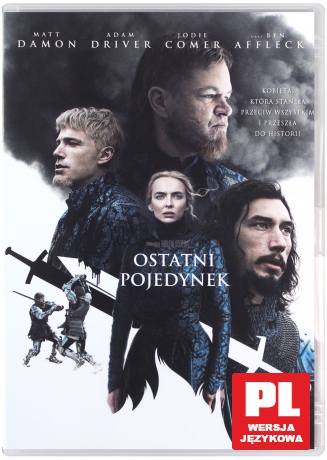 MATT ADAM JODIE ORAZ BEN
DAMON DRIVER COMER AFFLECK
KOBIETA,
KTÓRA STANĘŁA
PRZECIW WSZYSTKIM
I PRZESZŁA
DO HISTORII
OSTATNI
POJEDYNEK
PL
WERSJA
JĘZYKOWA